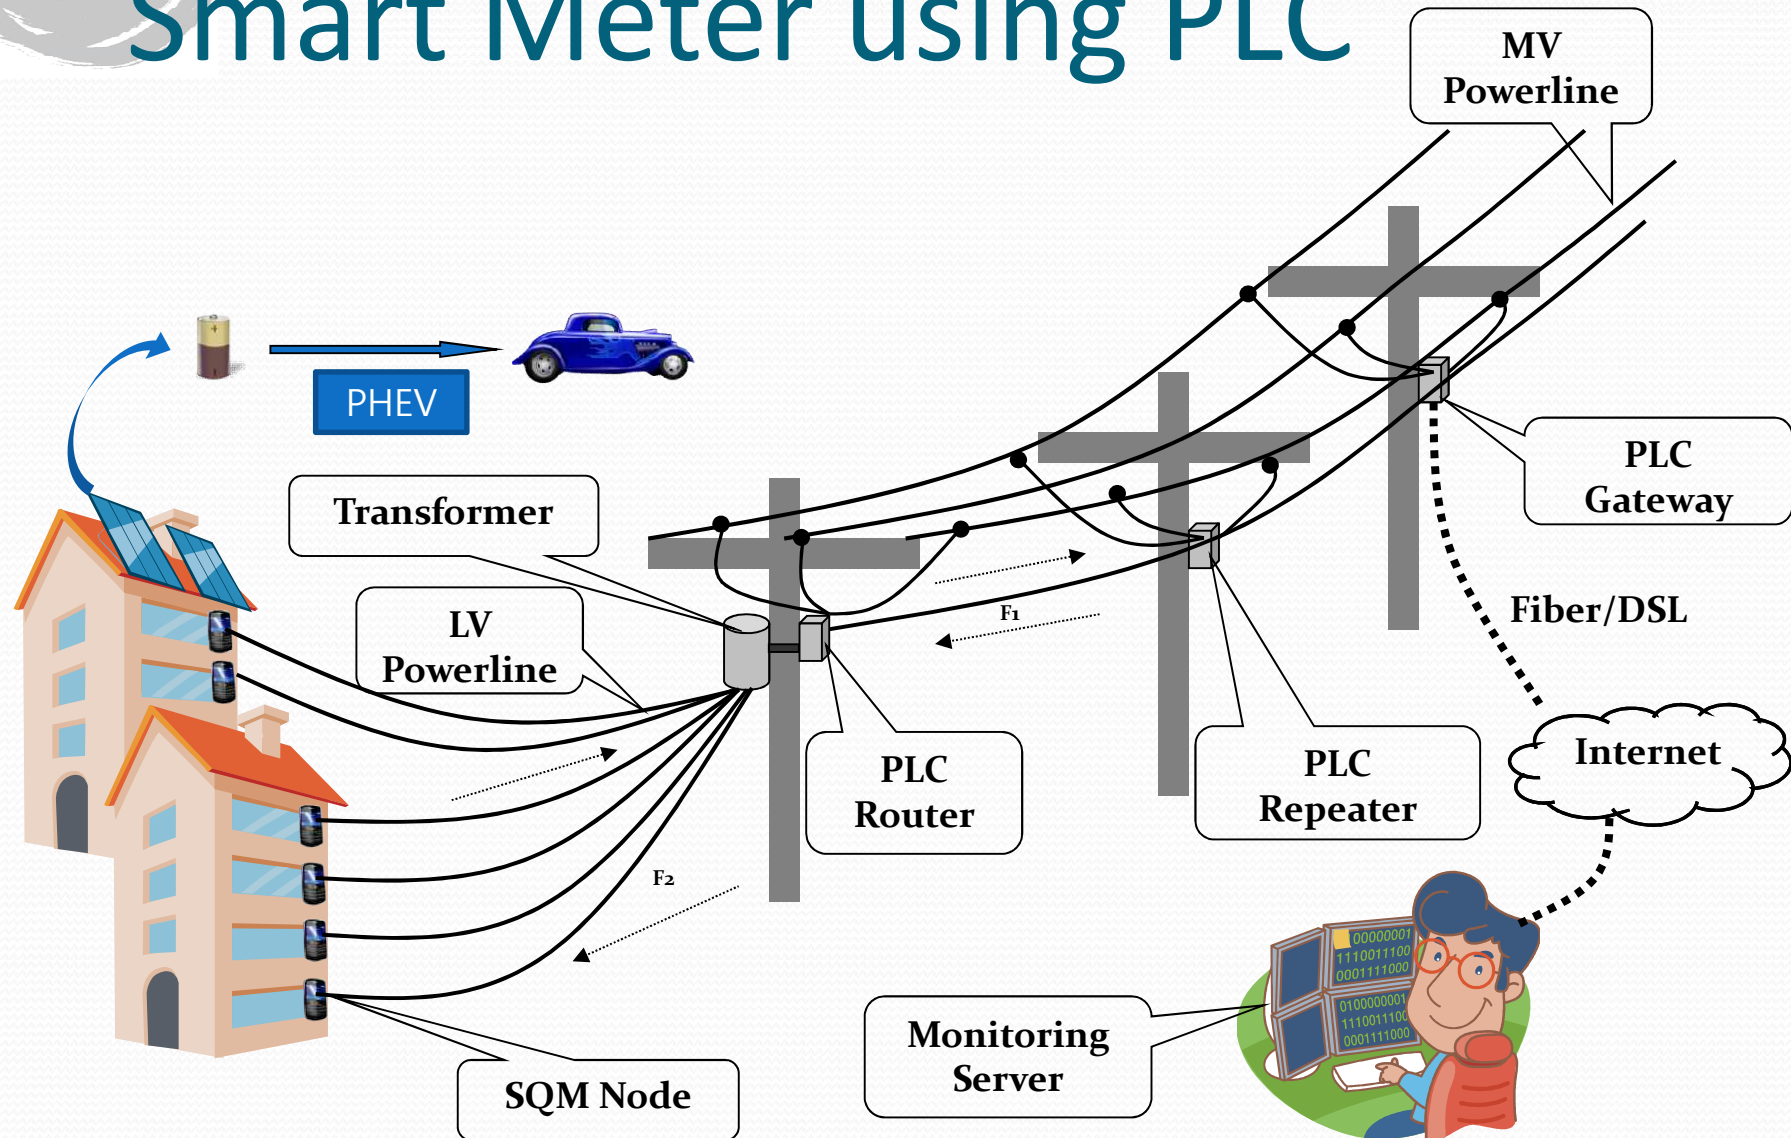 Smart Meter using PLC
MV
Powerline
PHEV
Transformer
PLC
Gateway
LV
Powerline
F1
Fiber/DSL
PLC
Router
PLC
Repeater
Internet
F2
00000001
1110011100
0001111000
0100000001
1110011100
0001111000
Monitoring
Server
SQM Node